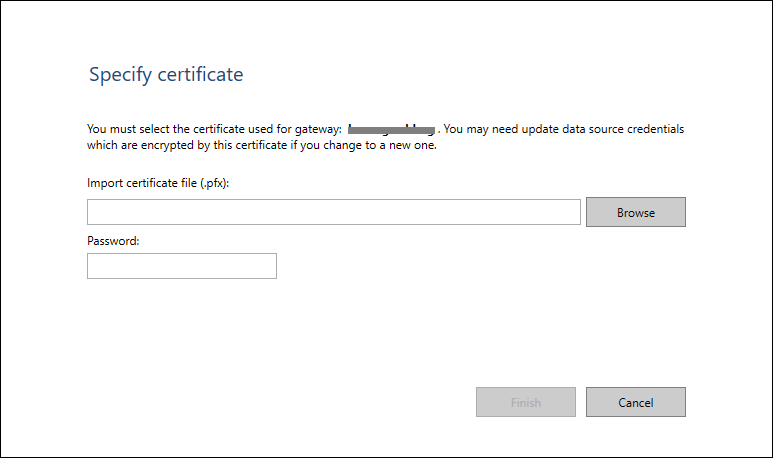 Specify certificate
You must select the certificate used for gateway: . You may need update data source credentials
which are encrypted by this certificate if you change to a new one.
Import certificate file (.pfx):
Browse
Password:
Finish
Cancel